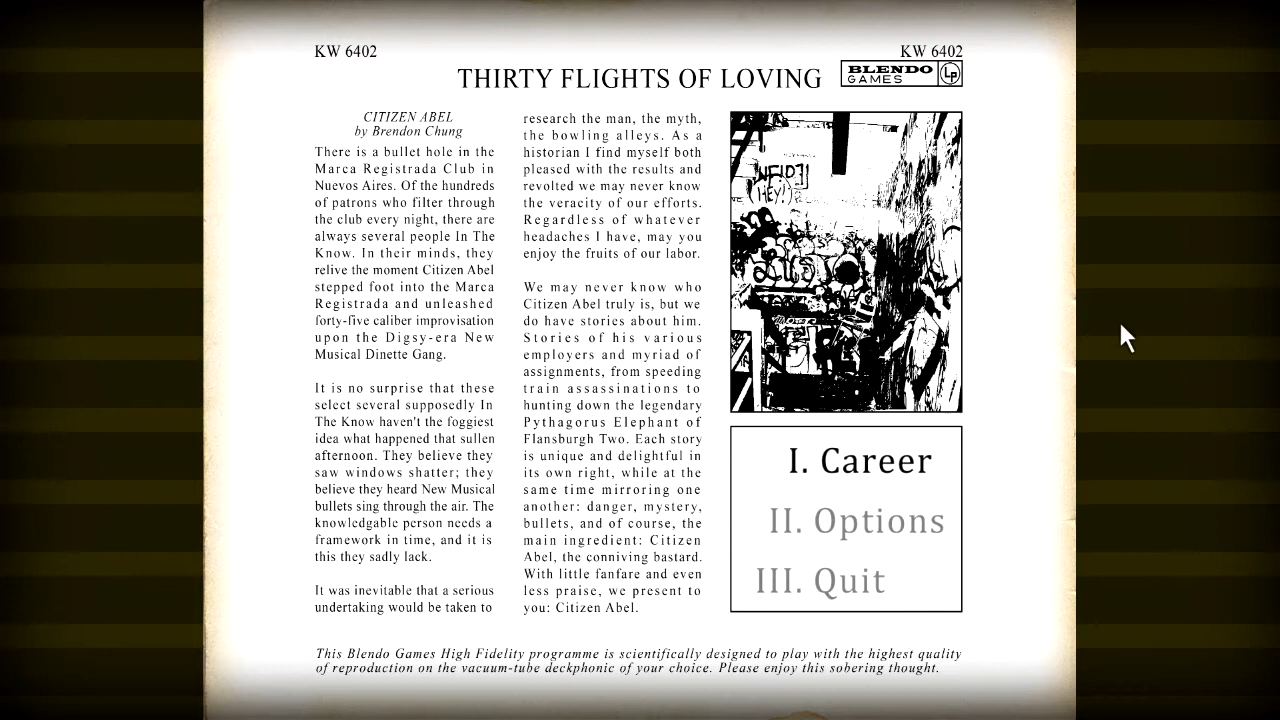 KW 6402
KW 6402
THIRTY FLIGHTS OF LOVING
BLENDO
GAMES
LP
CITIZEN ABEL
by Brendon Chung
There is a bullet hole in the
Marca Registrada Club in
Nuevos Aires. Of the hundreds
of patrons who filter through
the club every night, there are
always several people In The
Know. In their minds, they
relive the moment Citizen Abel
stepped foot into the Marca
Registrada and unleashed
forty-five caliber improvisation
upon the Digsy-era New
Musical Dinette Gang.
It is no surprise that these
select several supposedly In
The Know haven't the foggiest
idea what happened that sullen
afternoon. They believe they
saw windows shatter; they
believe they heard New Musical
bullets sing through the air. The
knowledgable person needs a
framework in time, and it is
this they sadly lack.
It was inevitable that a serious
undertaking would be taken to
research the man, the myth,
the bowling alleys. As a
historian I find myself both
pleased with the results and
revolted we may never know
the veracity of our efforts.
Regardless of whatever
headaches I have, may you
enjoy the fruits of our labor.
We may never know who
Citizen Abel truly is, but we
do have stories about him.
Stories of his various
employers and myriad of
assignments, from speeding
train assassinations to
hunting down the legendary
Pythagorus Elephant of
Flansburgh Two. Each story
is unique and delightful in
its own right, while at the
same time mirroring one
another: danger, mystery,
bullets, and of course, the
main ingredient: Citizen
Abel, the conniving bastard.
With little fanfare and even
less praise, we present to
you: Citizen Abel.
(HEY!)
I. Career
II. Options
III. Quit
This Blendo Games High Fidelity programme is scientifically designed to play with the highest quality
of reproduction on the vacuum-tube deckphonic of your choice. Please enjoy this sobering thought.